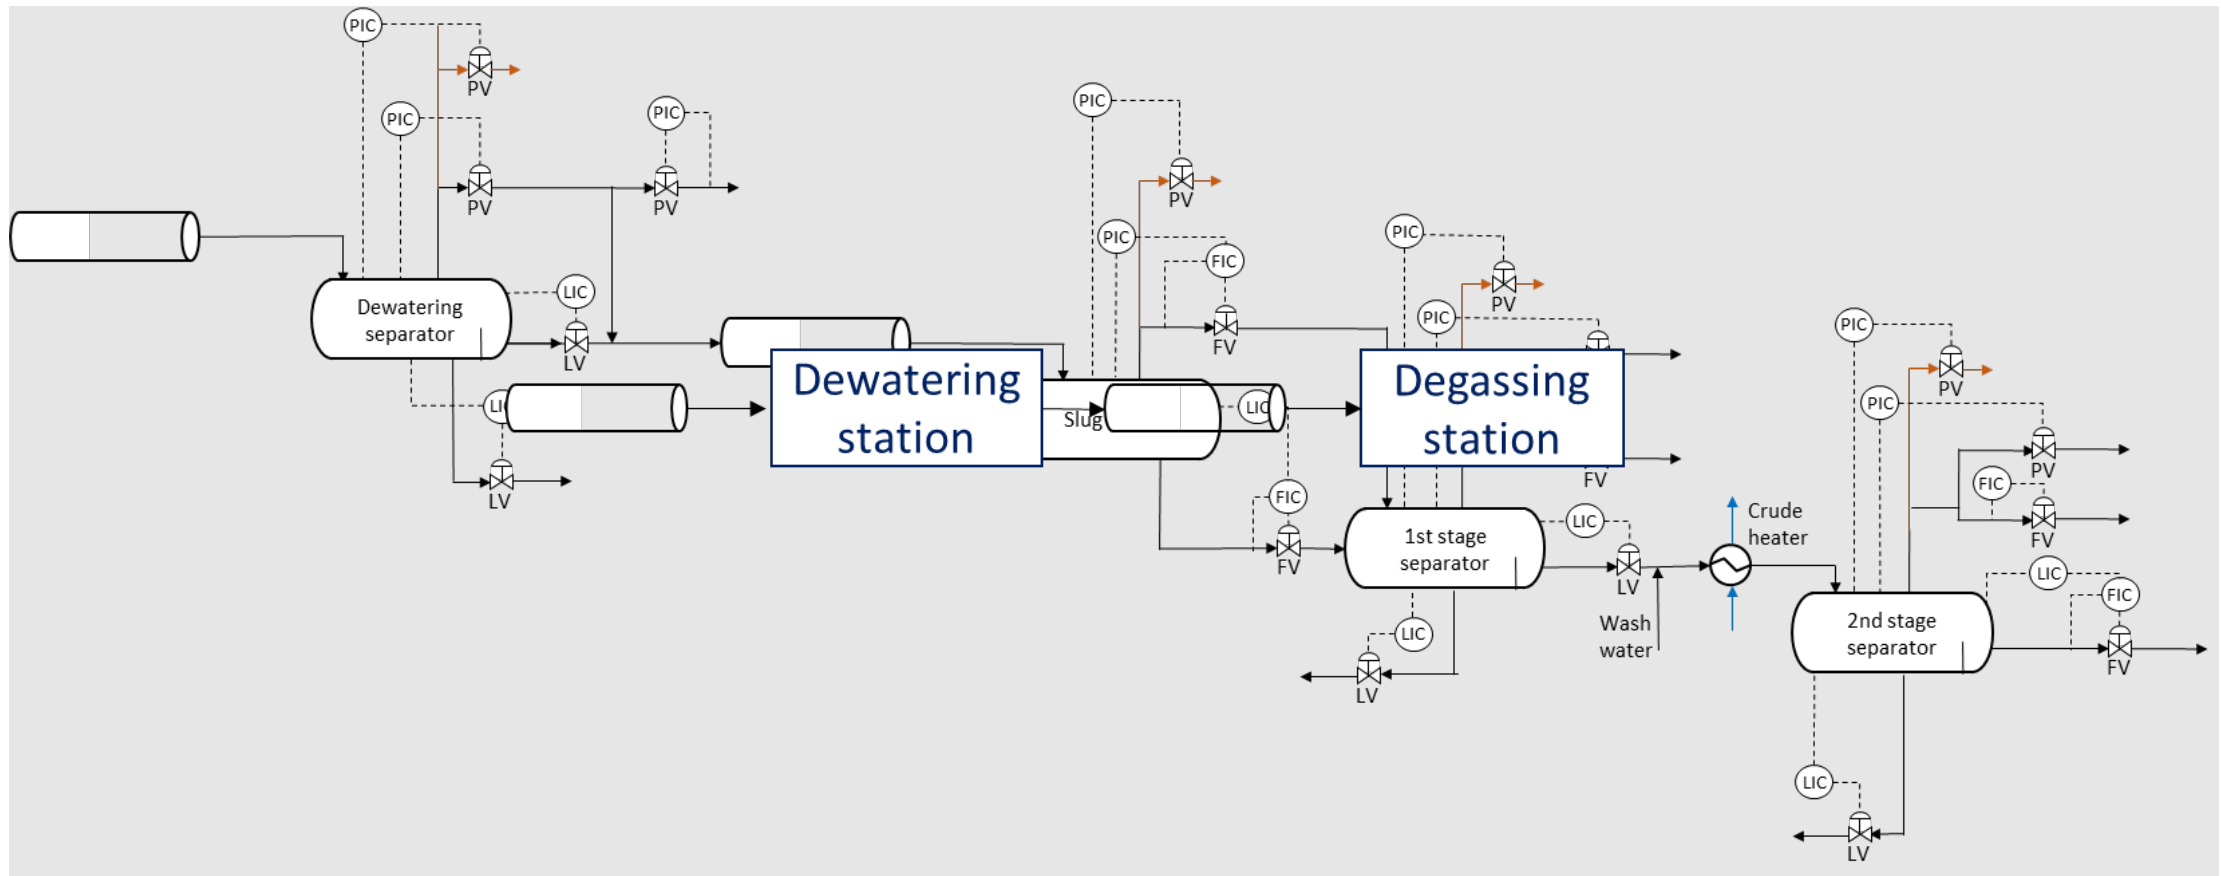 PIC
PV
PIC
PIC
PV
PV
PIC
PV
PIC
FIC
FV
PIC
PV
PIC
Dewatering
separator
LIC
LV
LV
Dewatering
station
Slug
LIC
Degassing
station
FV
PIC
PV
PIC
PV
FIC
FV
FIC
FV
1st stage
separator
LIC
LV
LIC
LV
Crude
heater
Wash
water
2nd stage
separator
LIC
FIC
FV
LIC
LV